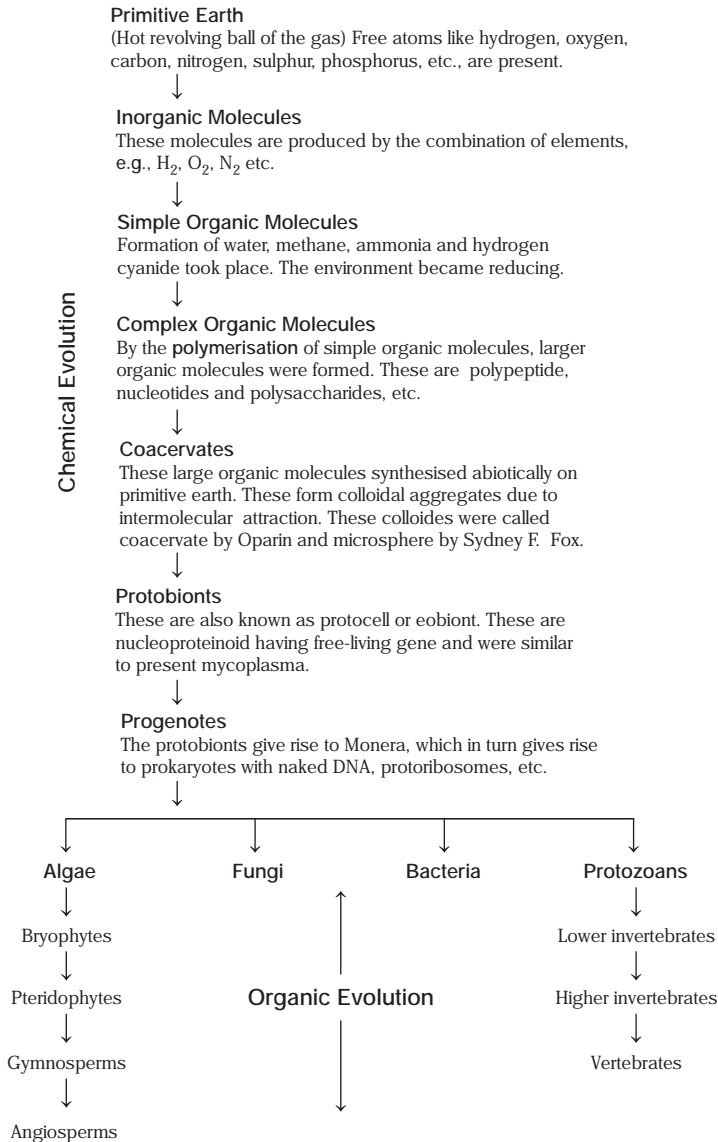 Primitive Earth
(Hot revolving ball of the gas) Free atoms like hydrogen, oxygen,
carbon, nitrogen, sulphur, phosphorus, etc., are present.
Inorganic Molecules
These molecules are produced by the combination of elements,
e.g., H₂, O₂, N₂ etc.
Simple Organic Molecules
Formation of water, methane, ammonia and hydrogen
cyanide took place. The environment became reducing.
Complex Organic Molecules
By the polymerisation of simple organic molecules, larger
organic molecules were formed. These are polypeptide,
nucleotides and polysaccharides, etc.
Chemical Evolution
Coacervates
These large organic molecules synthesised abiotically on
primitive earth. These form colloidal aggregates due to
intermolecular attraction. These colloides were called
coacervate by Oparin and microsphere by Sydney F. Fox.
Protobionts
These are also known as protocell or eobiont. These are
nucleoproteinoid having free-living gene and were similar
to present mycoplasma.
Progenotes
The protobionts give rise to Monera, which in turn gives rise
to prokaryotes with naked DNA, protoribosomes, etc.
Algae Fungi Bacteria Protozoans
Bryophytes Lower invertebrates
Pteridophytes Organic Evolution Higher invertebrates
Gymnosperms Vertebrates
Angiosperms